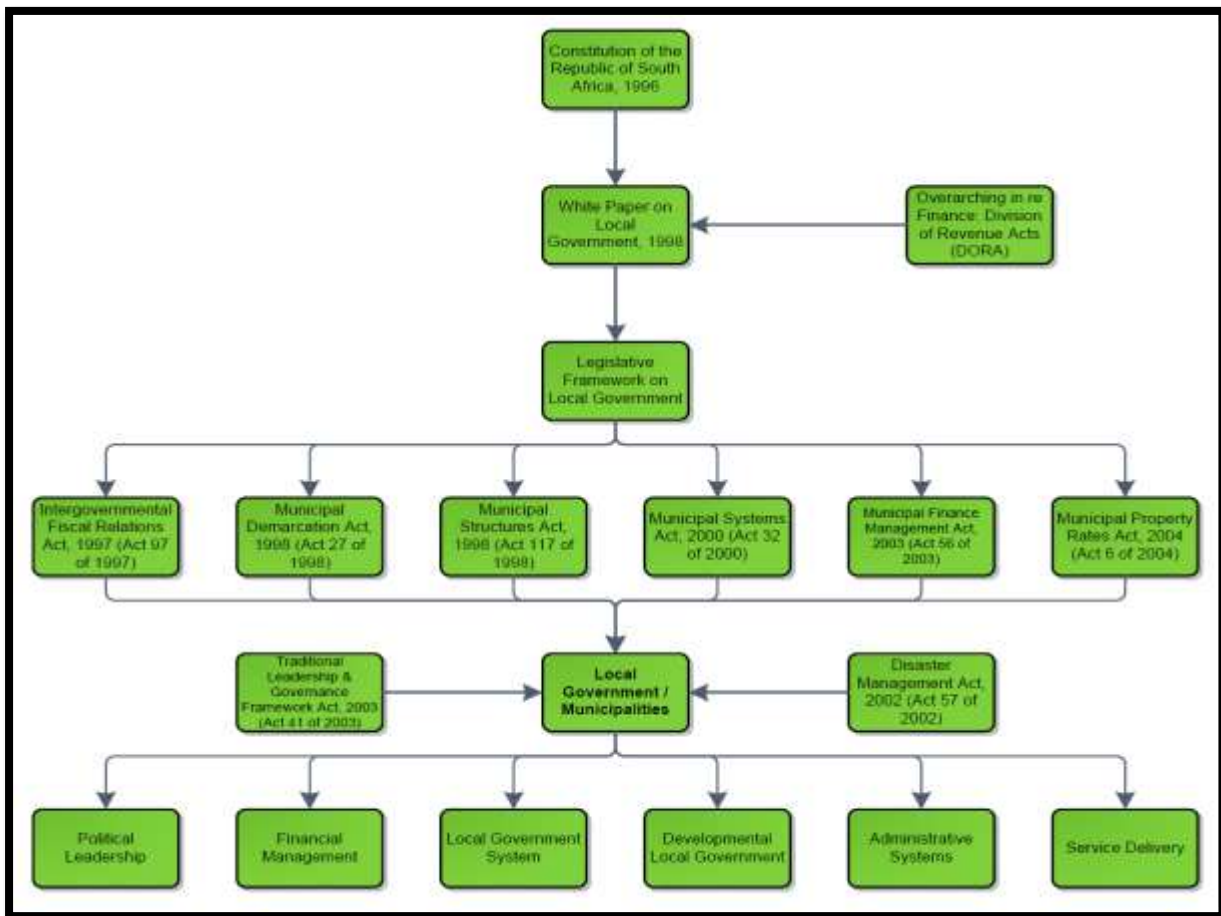 Constitution of the
Republic of South
Africa, 1996
White Paper on
Local
Government, 1998
Overarching in re
Finance: Division
of Revenue Acts
(DORA)
Legislative
Framework on
Local Government
Intergovernmental
Fiscal Relations
Act, 1997 (Act 97
of 1997)
Municipal
Demarcation Act,
1998 (Act 27 of
1998)
Municipal
Structures Act,
1998 (Act 117 of
1998)
Municipal Systems
Act, 2000 (Act 32
of 2000)
Municipal Finance
Management Act,
2003 (Act 56 of
2003)
Municipal Property
Rates Act, 2004
(Act 6 of 2004)
Traditional
Leadership &
Governance
Framework Act, 2003
(Act 41 of 2003)
Local
Government /
Municipalities
Disaster
Management Act,
2002 (Act 57 of
2002)
Political
Leadership
Financial
Management
Local Government
System
Developmental
Local Government
Administrative
Systems
Service Delivery